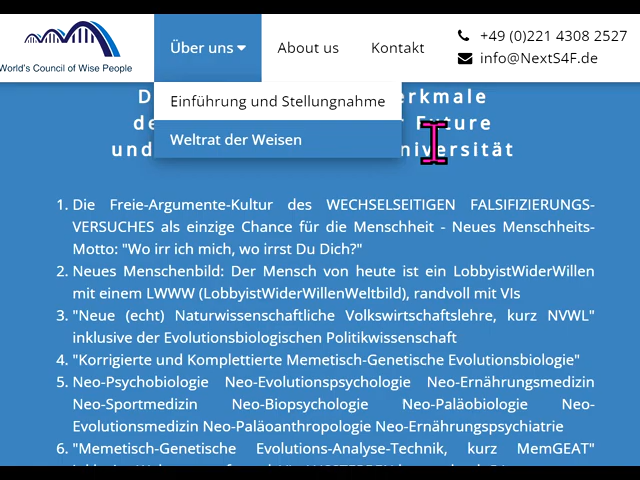 World's Council of Wise People
Über uns
About us
Kontakt
+49 (0)221 4308 2527
info@NextS4F.de
Einführung und Stellungnahme
Weltrat der Weisen
Future
und
1. Die Freie-Argumente-Kultur des WECHSELSEITIGEN FALSIFIZIERUNGS-
VERSUCHES als einzige Chance für die Menschheit - Neues Menschheits-
Motto: "Wo irr ich mich, wo irrst Du Dich?"
2. Neues Menschenbild: Der Mensch von heute ist ein LobbyistWiderWillen
mit einem LWWW (LobbyistWiderWillenWeltbild), randvoll mit VIs
3. "Neue (echt) Naturwissenschaftliche Volkswirtschaftslehre, kurz NVWL"
inklusive der Evolutionsbiologischen Politikwissenschaft
4. "Korrigierte und Komplettierte Memetisch-Genetische Evolutionsbiologie"
5. Neo-Psychobiologie Neo-Evolutionspsychologie Neo-Ernährungsmedizin
Neo-Sportmedizin Neo-Biopsychologie Neo-Paläobiologie Neo-
Evolutionsmedizin Neo-Paläoanthropologie Neo-Ernährungspsychiatrie
6. "Memetisch-Genetische Evolutions-Analyse-Technik, kurz MemGEAT"